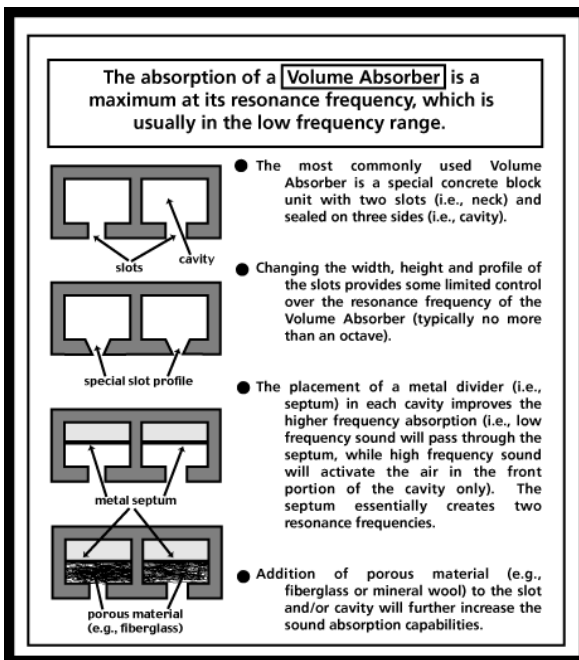 The absorption of a Volume Absorber is a
maximum at its resonance frequency, which is
usually in the low frequency range.
slots
cavity
● The most commonly used Volume
Absorber is a special concrete block
unit with two slots (i.e., neck) and
sealed on three sides (i.e., cavity).
special slot profile
● Changing the width, height and profile of
the slots provides some limited control
over the resonance frequency of the
Volume Absorber (typically no more
than an octave).
metal septum
● The placement of a metal divider (i.e.,
septum) in each cavity improves the
higher frequency absorption (i.e., low
frequency sound will pass through the
septum, while high frequency sound
will activate the air in the front
portion of the cavity only). The
septum essentially creates two
resonance frequencies.
porous material
(e.g., fiberglass)
● Addition of porous material (e.g.,
fiberglass or mineral wool) to the slot
and/or cavity will further increase the
sound absorption capabilities.